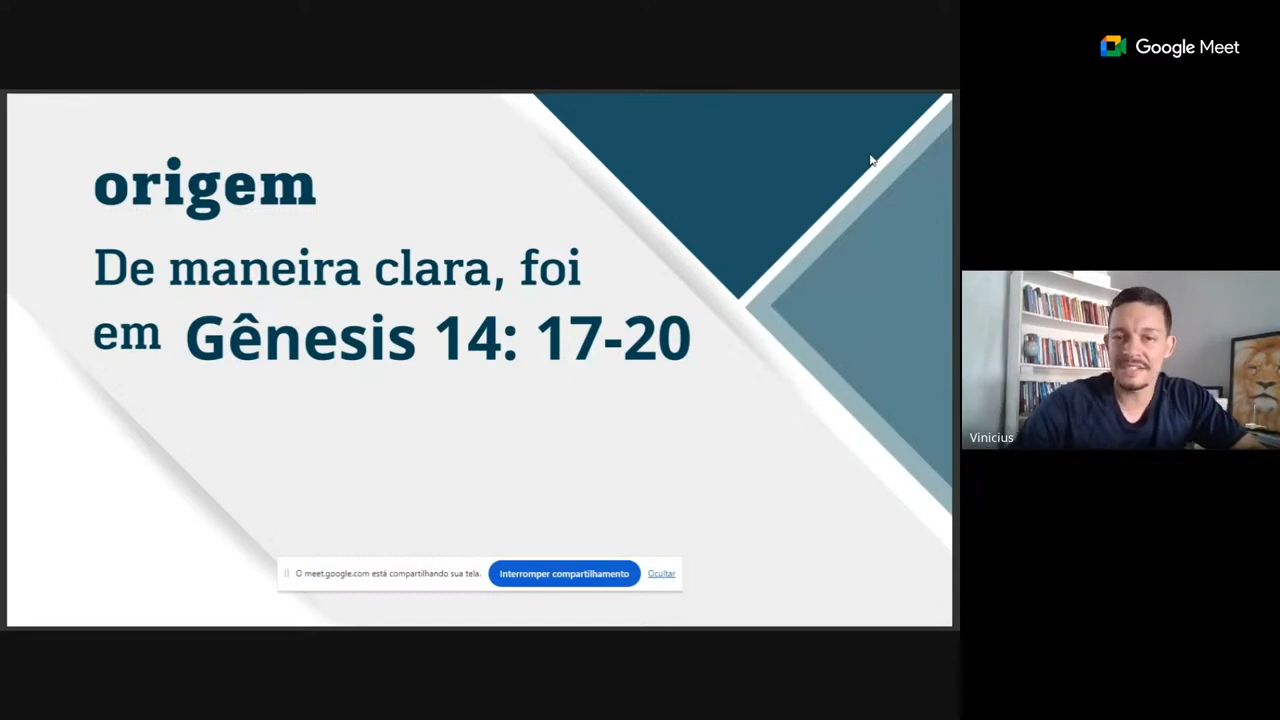 Google Meet
origem
De maneira clara, foi
em Gênesis 14: 17-20
Vinicius
O meet.google.com está compartilhando sua tela. Interromper compartilhamento Ocultar